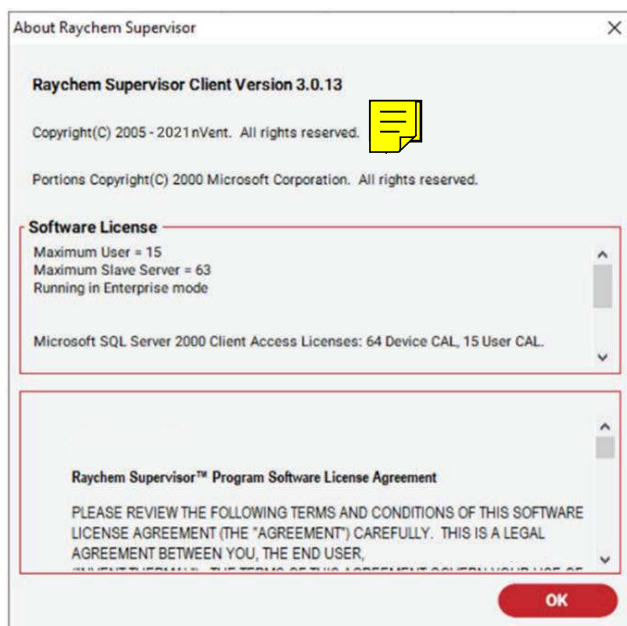 About Raychem Supervisor
Raychem Supervisor Client Version 3.0.13
Copyright(C) 2005 - 2021 nVent. All rights reserved.
Portions Copyright(C) 2000 Microsoft Corporation. All rights reserved.
Software License
Maximum User = 15
Maximum Slave Server = 63
Running in Enterprise mode
Microsoft SQL Server 2000 Client Access Licenses: 64 Device CAL, 15 User CAL.
Raychem Supervisor™ Program Software License Agreement
PLEASE REVIEW THE FOLLOWING TERMS AND CONDITIONS OF THIS SOFTWARE
LICENSE AGREEMENT (THE "AGREEMENT") CAREFULLY. THIS IS A LEGAL
AGREEMENT BETWEEN YOU, THE END USER,
OK